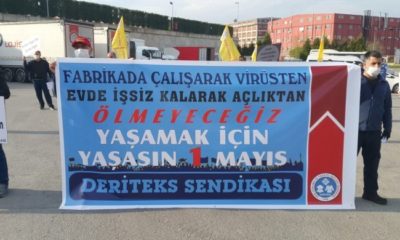 FABRİKADA ÇALIŞARAK VİRÜSTEN
EVDE İŞSİZ KALARAK AÇLIKTAN
ÖLMEYECEĞİZ
YAŞAMAK İÇİN
YAŞASIN 1 MAYIS
DERİTEKS SENDİKASI